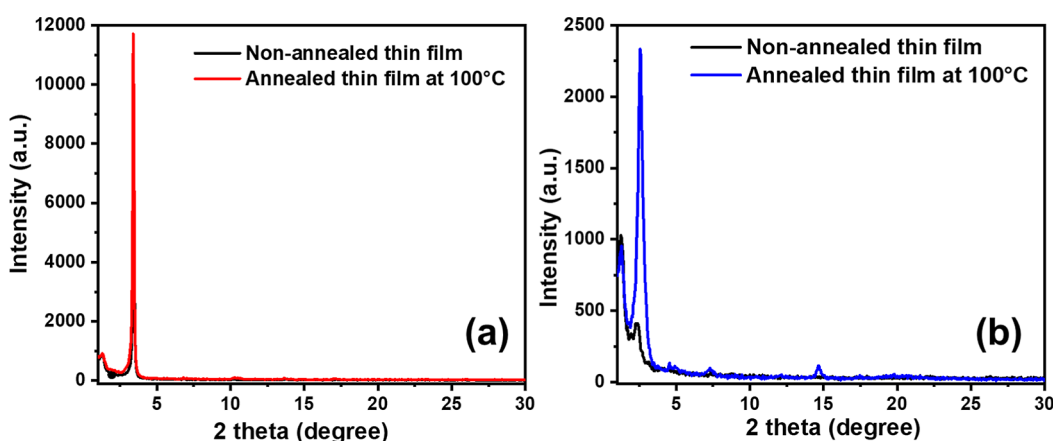 12000
10000
8000
6000
4000
2000
0
Intensity (a.u.)
Non-annealed thin film
Annealed thin film at 100°C
(a)
5
10
15
20
25
30
2 theta (degree)
2500
2000
1500
1000
500
0
Intensity (a.u.)
Non-annealed thin film
Annealed thin film at 100°C
(b)
5
10
15
20
25
30
2 theta (degree)